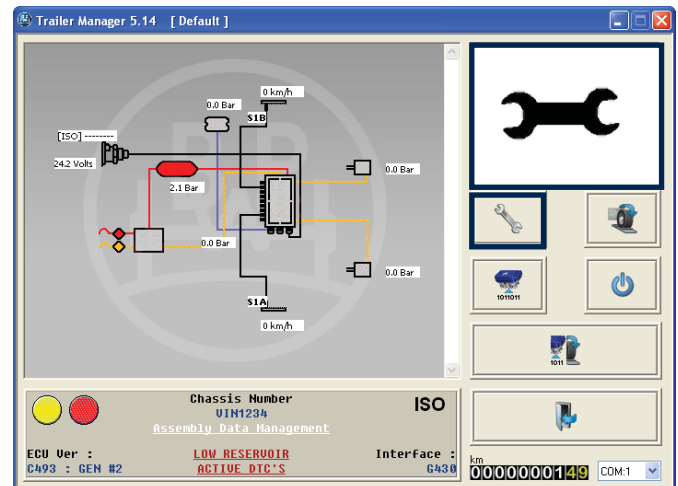 Trailer Manager 5.14 [ Default ]
0 km/h
0.0 Bar
S1B
[ISO] --------
24.2 Volts
0.0 Bar
2.1 Bar
0.0 Bar
0.0 Bar
S1A
0 km/h
1011011
1011
Chassis Number
VIN1234
ISO
Assembly Data Management
ECU Ver :
LOW RESERVOIR
Interface :
C493 : GEN #2
ACTIVE DTC'S
G430
km
0000000149
COM:1